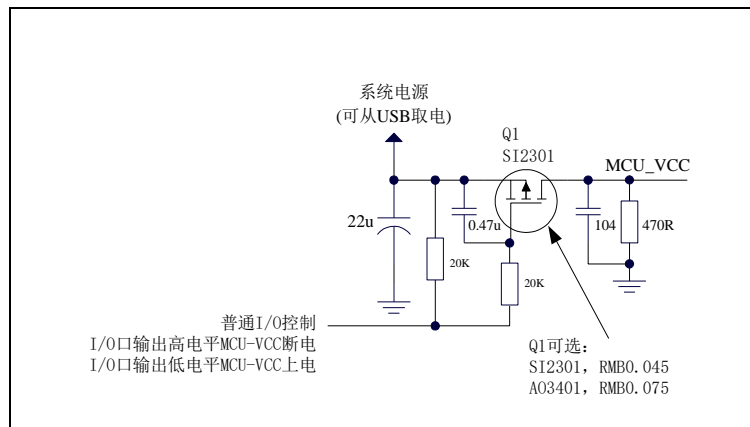 系统电源
(可从USB取电)
Q1
SI2301
MCU_VCC
22u
0.47u
104
470R
20K
20K
普通I/O控制
I/O口输出高电平MCU-VCC断电
I/O口输出低电平MCU-VCC上电
Q1可选:
SI2301, RMB0.045
AO3401, RMB0.075